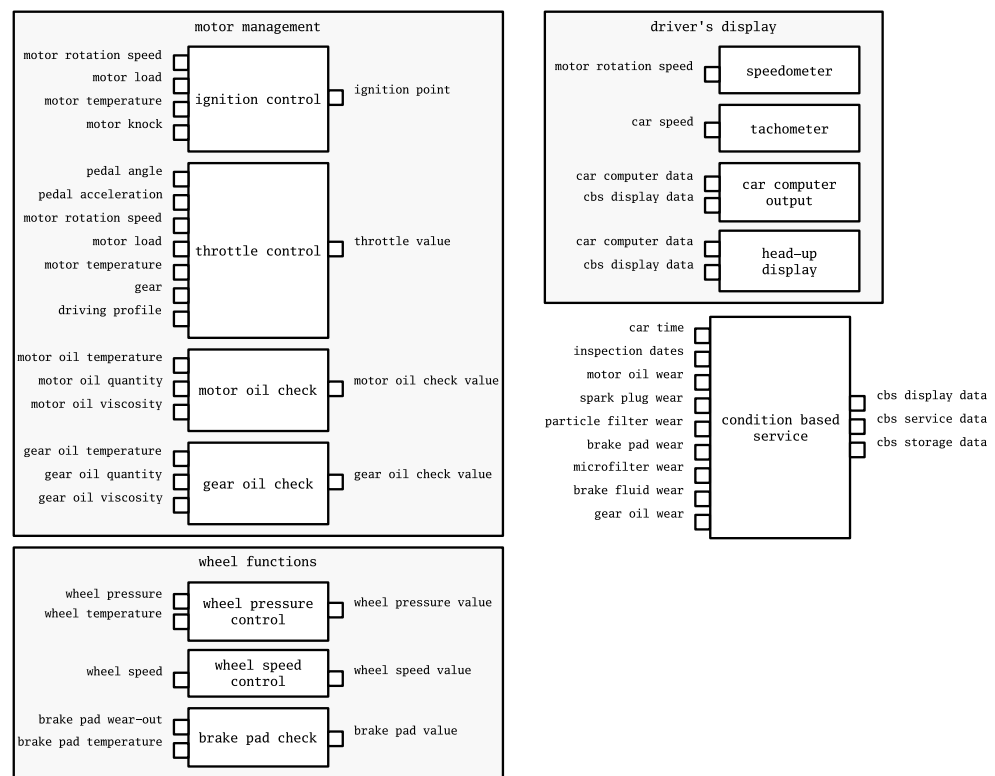 motor management
motor rotation speed
motor load
motor temperature
motor knock
ignition control
ignition point
pedal angle
pedal acceleration
motor rotation speed
motor load
motor temperature
gear
driving profile
throttle control
throttle value
motor oil temperature
motor oil quantity
motor oil viscosity
motor oil check
motor oil check value
gear oil temperature
gear oil quantity
gear oil viscosity
gear oil check
gear oil check value
wheel functions
wheel pressure
wheel temperature
wheel pressure
control
wheel pressure value
wheel speed
wheel speed
control
wheel speed value
brake pad wear-out
brake pad temperature
brake pad check
brake pad value
driver's display
motor rotation speed
speedometer
car speed
tachometer
car computer data
cbs display data
car computer
output
car computer data
cbs display data
head-up
display
car time
inspection dates
motor oil wear
spark plug wear
particle filter wear
brake pad wear
microfilter wear
brake fluid wear
gear oil wear
condition based
service
cbs display data
cbs service data
cbs storage data